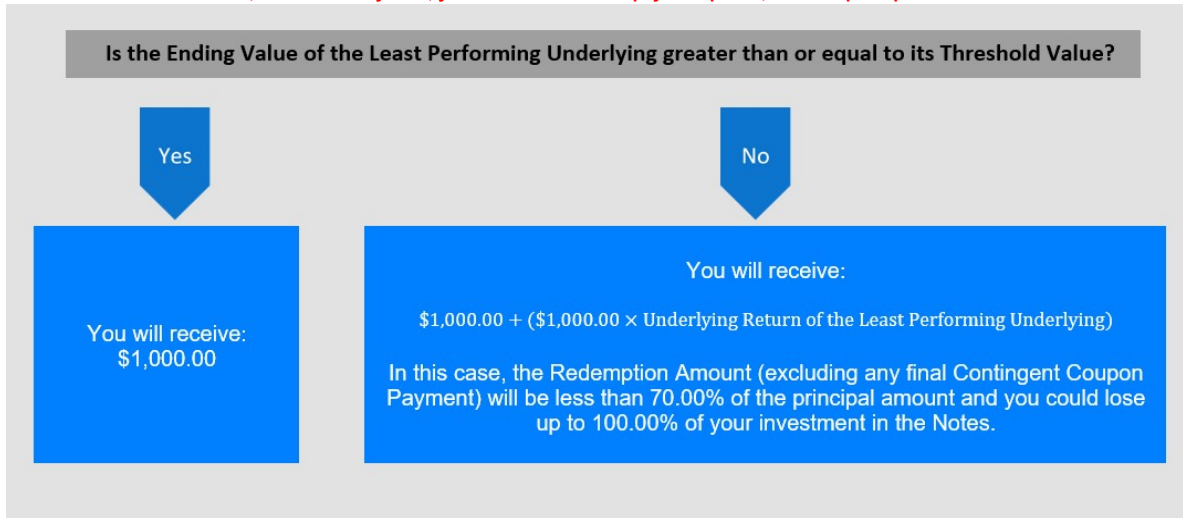 Is the Ending Value of the Least Performing Underlying greater than or equal to its Threshold Value?
Yes
No
You will receive:
$1,000.00
You will receive:
$1,000.00 + ($1,000.00 × Underlying Return of the Least Performing Underlying)
In this case, the Redemption Amount (excluding any final Contingent Coupon
Payment) will be less than 70.00% of the principal amount and you could lose
up to 100.00% of your investment in the Notes.